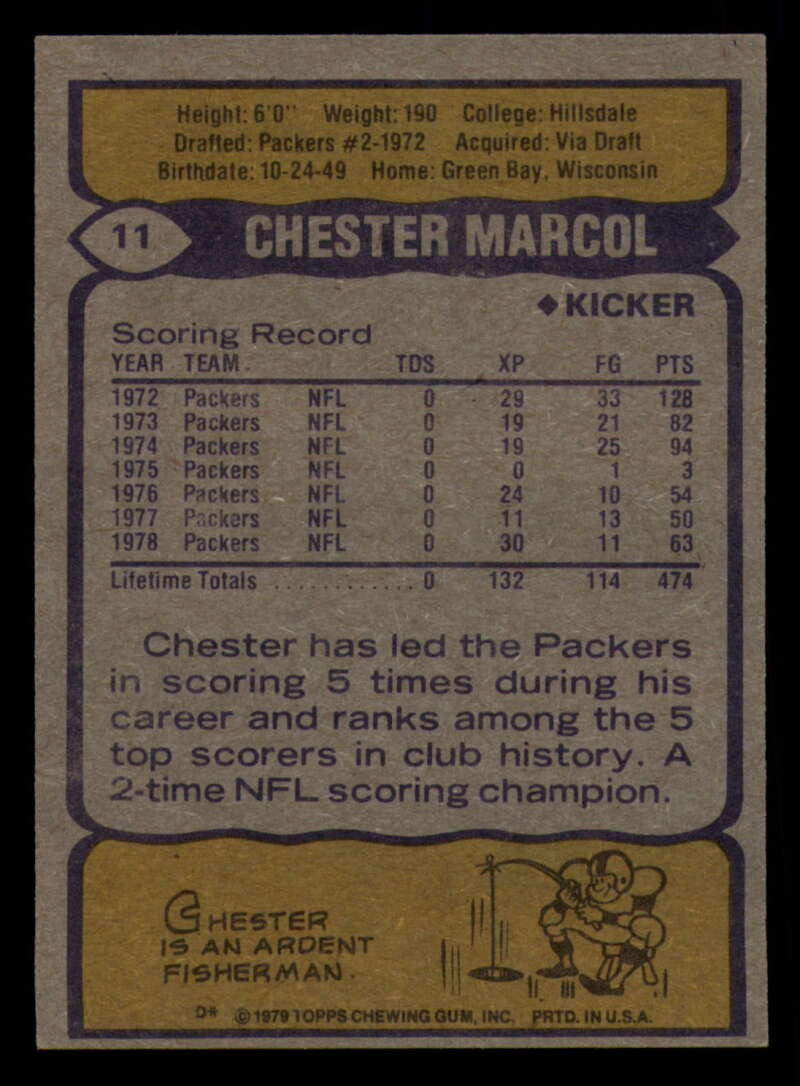 Height: 6'0" Weight: 190 College: Hillsdale
Drafted: Packers #2-1972 Acquired: Via Draft
Birthdate: 10-24-49 Home: Green Bay, Wisconsin
11 CHESTER MARCOL
◆KICKER
Scoring Record
YEAR TEAM TDS XP FG PTS
1972 Packers NFL 0 29 33 128
1973 Packers NFL 0 19 21 82
1974 Packers NFL 0 19 25 94
1975 Packers NFL 0 0 1 3
1976 Packers NFL 0 24 10 54
1977 Packers NFL 0 11 13 50
1978 Packers NFL 0 30 11 63
Lifetime Totals ............ 0 132 114 474
Chester has led the Packers
in scoring 5 times during his
career and ranks among the 5
top scorers in club history. A
2-time NFL scoring champion.
CHESTER
IS AN ARDENT
FISHERMAN.
D* © 1979 TOPPS CHEWING GUM, INC. PRTD. IN U.S.A.